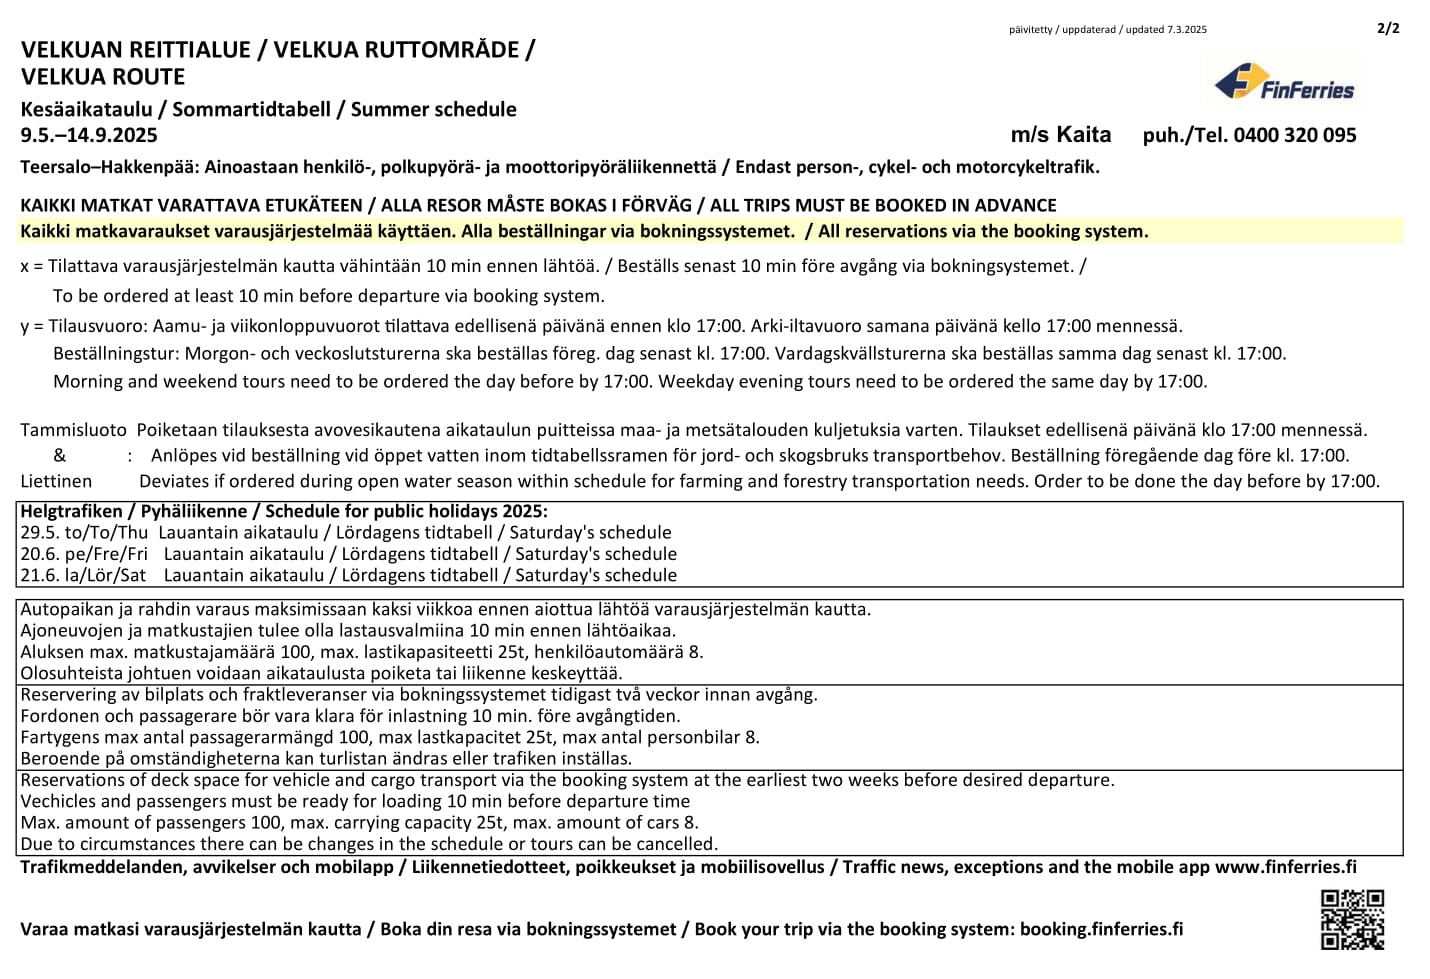 päivitetty / uppdaterad / updated 7.3.2025
2/2
VELKUAN REITTIALUE / VELKUA RUTTOMRÅDE /
VELKUA ROUTE
FinFerries
Kesäaikataulu / Sommartidtabell / Summer schedule
9.5.–14.9.2025
m/s Kaita puh./Tel. 0400 320 095
Teersalo–Hakkenpää: Ainoastaan henkilö-, polkupyörä- ja moottoripyöräliikennettä / Endast person-, cykel- och motorcykeltrafik.
KAIKKI MATKAT VARATTAVA ETUKÄTEEN / ALLA RESOR MÅSTE BOKAS I FÖRVÄG / ALL TRIPS MUST BE BOOKED IN ADVANCE
Kaikki matkavaraukset varausjärjestelmää käyttäen. Alla beställningar via bokningssystemet. / All reservations via the booking system.
x = Tilattava varausjärjestelmän kautta vähintään 10 min ennen lähtöä. / Beställs senast 10 min före avgång via bokningsystemet. /
To be ordered at least 10 min before departure via booking system.
y = Tilausvuoro: Aamu- ja viikonloppuvuorot tilattava edellisenä päivänä ennen klo 17:00. Arki-iltavuoro samana päivänä kello 17:00 mennessä.
Beställningstur: Morgon- och veckoslutsturerna ska beställas föreg. dag senast kl. 17:00. Vardagskvällsturerna ska beställas samma dag senast kl. 17:00.
Morning and weekend tours need to be ordered the day before by 17:00. Weekday evening tours need to be ordered the same day by 17:00.
Tammisluoto Poiketaan tilauksesta avovesikautena aikataulun puitteissa maa- ja metsätalouden kuljetuksia varten. Tilaukset edellisenä päivänä klo 17:00 mennessä.
& : Anlöpes vid beställning vid öppet vatten inom tidtabellssramen för jord- och skogsbruks transportbehov. Beställning föregående dag före kl. 17:00.
Liettinen Deviates if ordered during open water season within schedule for farming and forestry transportation needs. Order to be done the day before by 17:00.
Helgtrafiken / Pyhäliikenne / Schedule for public holidays 2025:
29.5. to/To/Thu Lauantain aikataulu / Lördagens tidtabell / Saturday's schedule
20.6. pe/Fre/Fri Lauantain aikataulu / Lördagens tidtabell / Saturday's schedule
21.6. la/Lör/Sat Lauantain aikataulu / Lördagens tidtabell / Saturday's schedule
Autopaikan ja rahdin varaus maksimissaan kaksi viikkoa ennen aiottua lähtöä varausjärjestelmän kautta.
Ajoneuvojen ja matkustajien tulee olla lastausvalmiina 10 min ennen lähtöaikaa.
Aluksen max. matkustajamäärä 100, max. lastikapasiteetti 25t, henkilöautomäärä 8.
Olosuhteista johtuen voidaan aikataulusta poiketa tai liikenne keskeyttää.
Reservering av bilplats och fraktleveranser via bokningssystemet tidigast två veckor innan avgång.
Fordonen och passagerare bör vara klara för inlastning 10 min. före avgångtiden.
Fartygens max antal passagerarmängd 100, max lastkapacitet 25t, max antal personbilar 8.
Beroende på omständigheterna kan turlistan ändras eller trafiken inställas.
Reservations of deck space for vehicle and cargo transport via the booking system at the earliest two weeks before desired departure.
Vechicles and passengers must be ready for loading 10 min before departure time
Max. amount of passengers 100, max. carrying capacity 25t, max. amount of cars 8.
Due to circumstances there can be changes in the schedule or tours can be cancelled.
Trafikmeddelanden, avvikelser och mobilapp / Liikennetiedotteet, poikkeukset ja mobiilisovellus / Traffic news, exceptions and the mobile app www.finferries.fi
Varaa matkasi varausjärjestelmän kautta / Boka din resa via bokningssystemet / Book your trip via the booking system: booking.finferries.fi